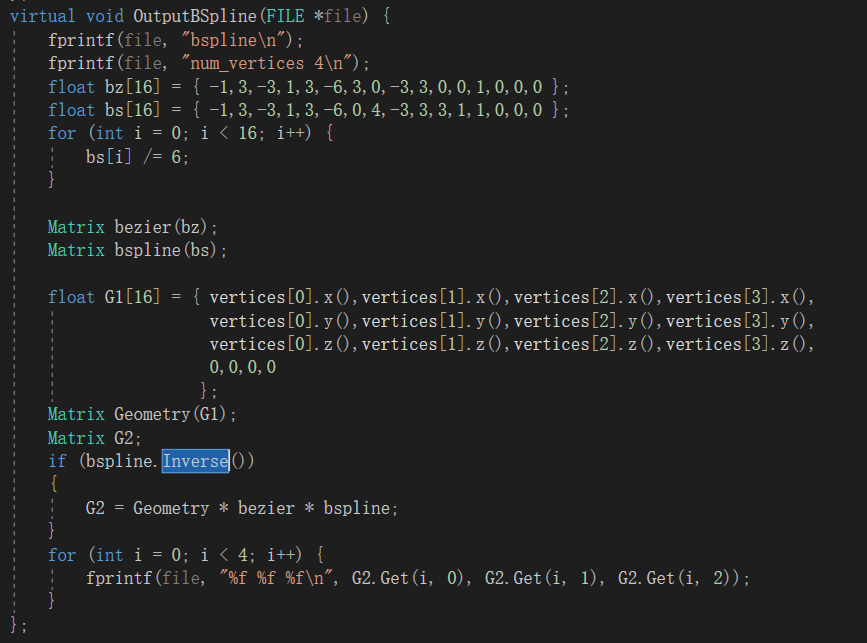 virtual void OutputBSpline(FILE *file) {
    fprintf(file, "bspline\n");
    fprintf(file, "num_vertices 4\n");
    float bz[16] = { -1,3,-3,1,3,-6,3,0,-3,3,0,0,1,0,0,0 };
    float bs[16] = { -1,3,-3,1,3,-6,0,4,-3,3,3,1,1,0,0,0 };
    for (int i = 0; i < 16; i++) {
        bs[i] /= 6;
    }
    Matrix bezier(bz);
    Matrix bspline(bs);
    float G1[16] = { vertices[0].x(),vertices[1].x(),vertices[2].x(),vertices[3].x(),
                     vertices[0].y(),vertices[1].y(),vertices[2].y(),vertices[3].y(),
                     vertices[0].z(),vertices[1].z(),vertices[2].z(),vertices[3].z(),
                     0,0,0,0
                    };
    Matrix Geometry(G1);
    Matrix G2;
    if (bspline.Inverse())
    {
        G2 = Geometry * bezier * bspline;
    }
    for (int i = 0; i < 4; i++) {
        fprintf(file, "%f %f %f\n", G2.Get(i, 0), G2.Get(i, 1), G2.Get(i, 2));
    }
};